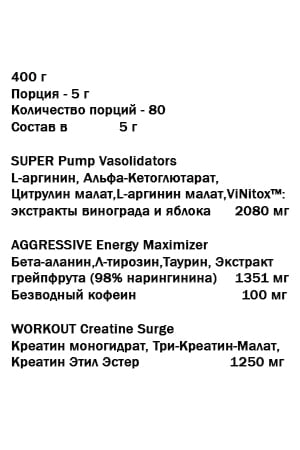 400 г
Порция - 5 г
Количество порций - 80
Состав в 5 г
SUPER Pump Vasolidators
L-аргинин, Альфа-Кетоглютарат,
Цитрулин малат,L-аргинин малат,ViNitox™:
экстракты винограда и яблока 2080 мг
AGGRESSIVE Energy Maximizer
Бета-аланин,Л-тирозин,Таурин, Экстракт
грейпфрута (98% нарингинина) 1351 мг
Безводный кофеин 100 мг
WORKOUT Creatine Surge
Креатин моногидрат, Три-Креатин-Малат,
Креатин Этил Эстер 1250 мг